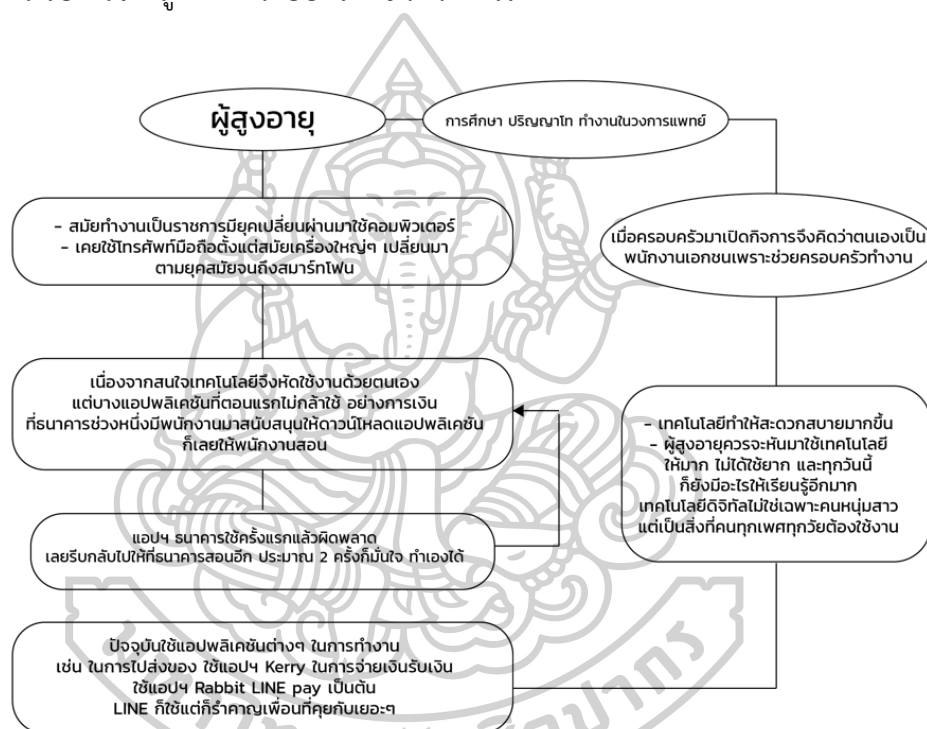 ผู้สูงอายุ
การศึกษา ปริญญาโท ทำงานในวงการแพทย์
- สมัยทำงานเป็นราชการมียุคเปลี่ยนผ่านมาใช้คอมพิวเตอร์
- เคยใช้โทรศัพท์มือถือตั้งแต่สมัยเครื่องใหญ่ๆ เปลี่ยนมา
ตามยุคสมัยจนถึงสมาร์ทโฟน
เมื่อครอบครัวมาเปิดกิจการจึงคิดว่าตนเองเป็น
พนักงานเอกชนเพราะช่วยครอบครัวทำงาน
เนื่องจากสนใจเทคโนโลยีจึงหัดใช้งานด้วยตนเอง
แต่บางแอปพลิเคชันที่ตอนแรกไม่กล้าใช้ อย่างการเงิน
ที่ธนาคารช่วงหนึ่งมีพนักงานมาสนับสนุนให้ดาวน์โหลดแอปพลิเคชัน
ก็เลยให้พนักงานสอน
- เทคโนโลยีทำให้สะดวกสบายมากขึ้น
- ผู้สูงอายุควรจะหันมาใช้เทคโนโลยี
ให้มาก ไม่ได้ใช้ยาก และทุกวันนี้
ก็ยังมีอะไรให้เรียนรู้อีกมาก
เทคโนโลยีดิจิทัลไม่ใช่เฉพาะคนหนุ่มสาว
แต่เป็นสิ่งที่คนทุกเพศทุกวัยต้องใช้งาน
แอปฯ ธนาคารใช้ครั้งแรกแล้วผิดพลาด
เลยรีบกลับไปให้ที่ธนาคารสอนอีก ประมาณ 2 ครั้งก็มั่นใจ ทำเองได้
ปัจจุบันใช้แอปพลิเคชันต่างๆ ในการทำงาน
เช่น ในการไปส่งของ ใช้แอปฯ Kerry ในการจ่ายเงินรับเงิน
ใช้แอปฯ Rabbit LINE pay เป็นต้น
LINE ก็ใช้แต่ก็รำคาญเพื่อนที่คุยกับเยอะๆ